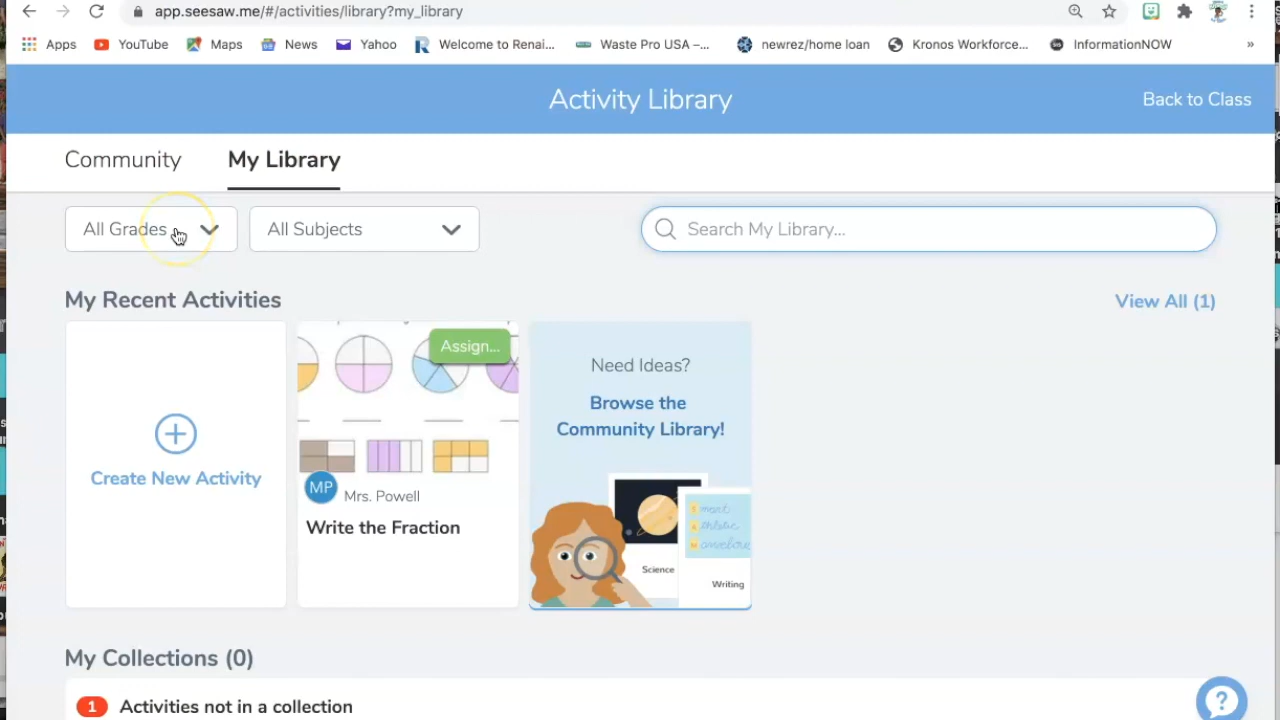 app.seesaw.me/#/activities/library?my_library
Apps YouTube Maps News Yahoo Welcome to Renai... Waste Pro USA –... newrez/home loan Kronos Workforce... InformationNOW »
Activity Library
Back to Class
Community My Library
All Grades All Subjects Search My Library...
My Recent Activities
View All (1)
Create New Activity
Assign...
MP Mrs. Powell
Write the Fraction
Need Ideas?
Browse the
Community Library!
Science
Writing
My Collections (0)
1 Activities not in a collection
?